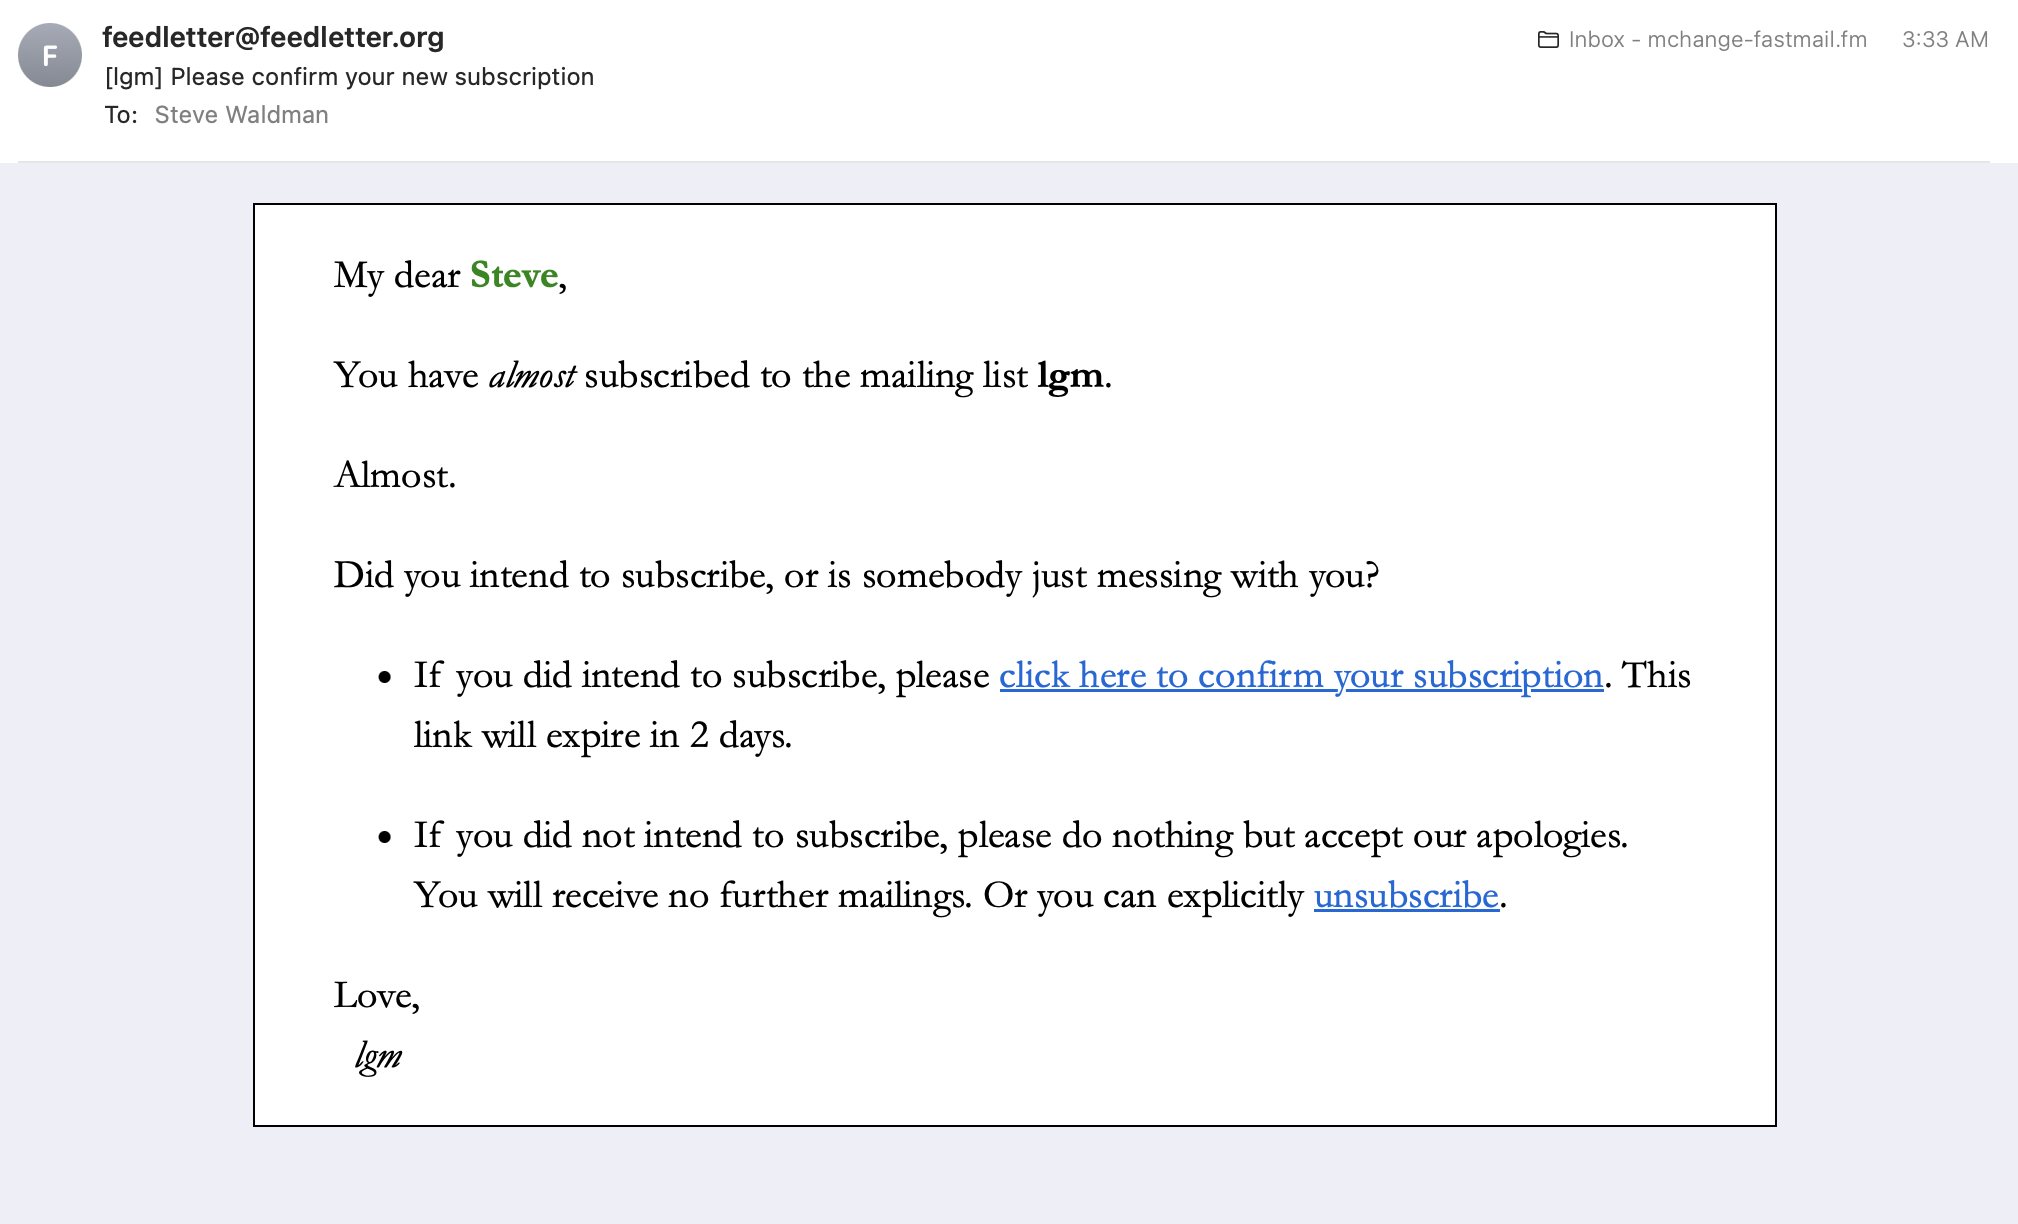 F
feedletter@feedletter.org
Inbox - mchange-fastmail.fm 3:33 AM
[lgm] Please confirm your new subscription
To: Steve Waldman
My dear Steve,
You have almost subscribed to the mailing list lgm.
Almost.
Did you intend to subscribe, or is somebody just messing with you?
• If you did intend to subscribe, please click here to confirm your subscription. This
link will expire in 2 days.
• If you did not intend to subscribe, please do nothing but accept our apologies.
You will receive no further mailings. Or you can explicitly unsubscribe.
Love,
lgm